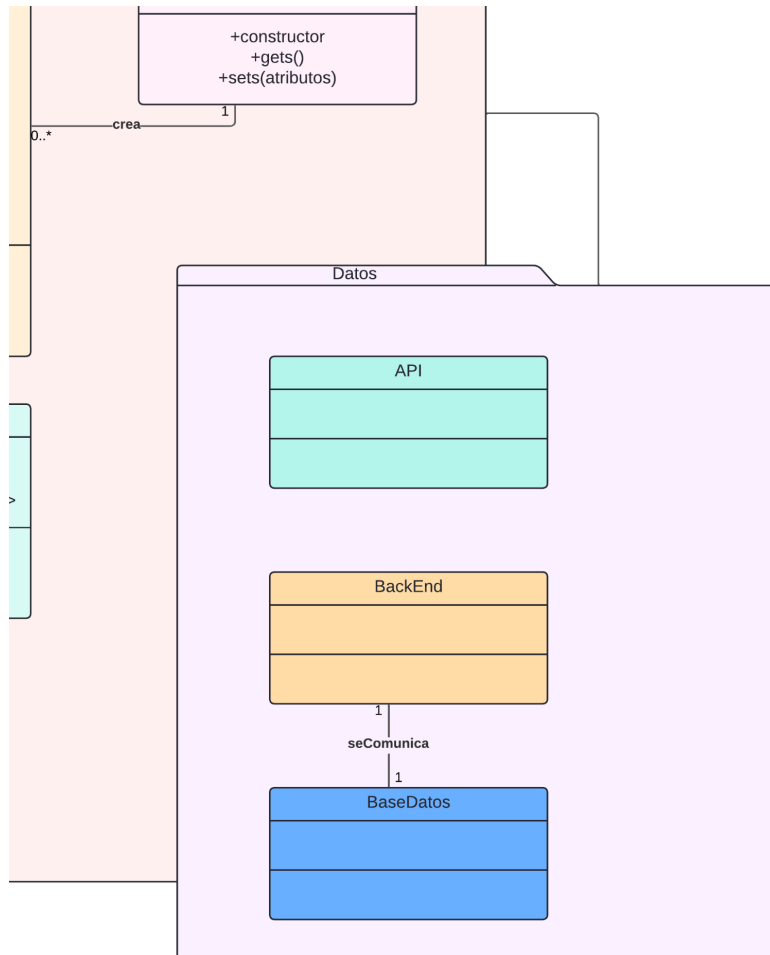 +constructor
+gets()
+sets(atributos)
1
crea
0..*
Datos
API
>
BackEnd
1
seComunica
1
BaseDatos